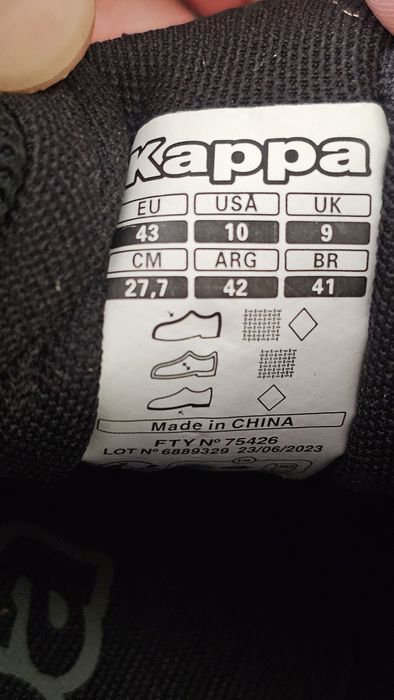 Kappa
EU USA UK
43 10 9
CM ARG BR
27,7 42 41
Made in CHINA
FTY Nº 75426
LOT Nº 6889329 23/06/2023